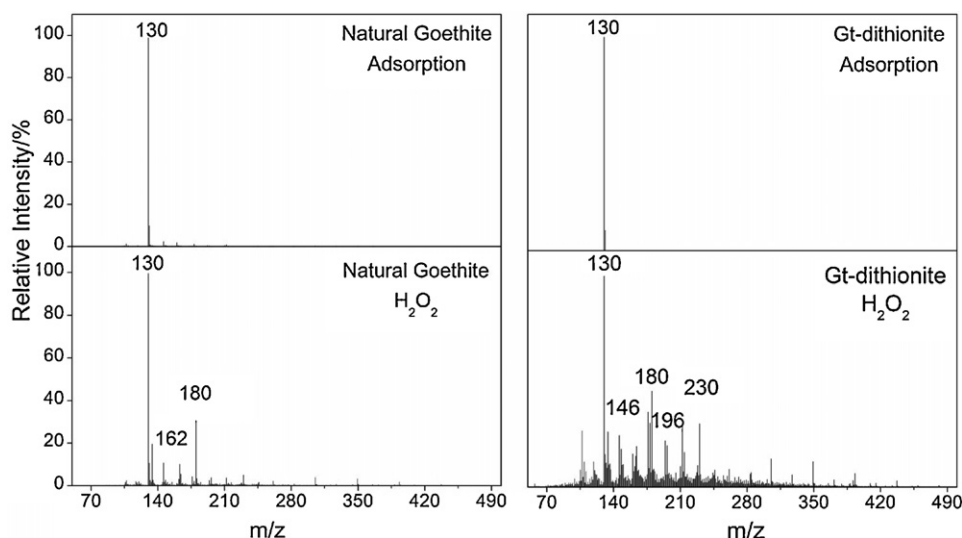 130
Natural Goethite
Adsorption
100
80
60
40
20
0
130
Gt-dithionite
Adsorption
Relative Intensity/%
130
Natural Goethite
H₂O₂
100
80
60
40
20
0
180
162
70 140 210 280 350 420 490
m/z
130
Gt-dithionite
H₂O₂
180
230
146
196
70 140 210 280 350 420 490
m/z